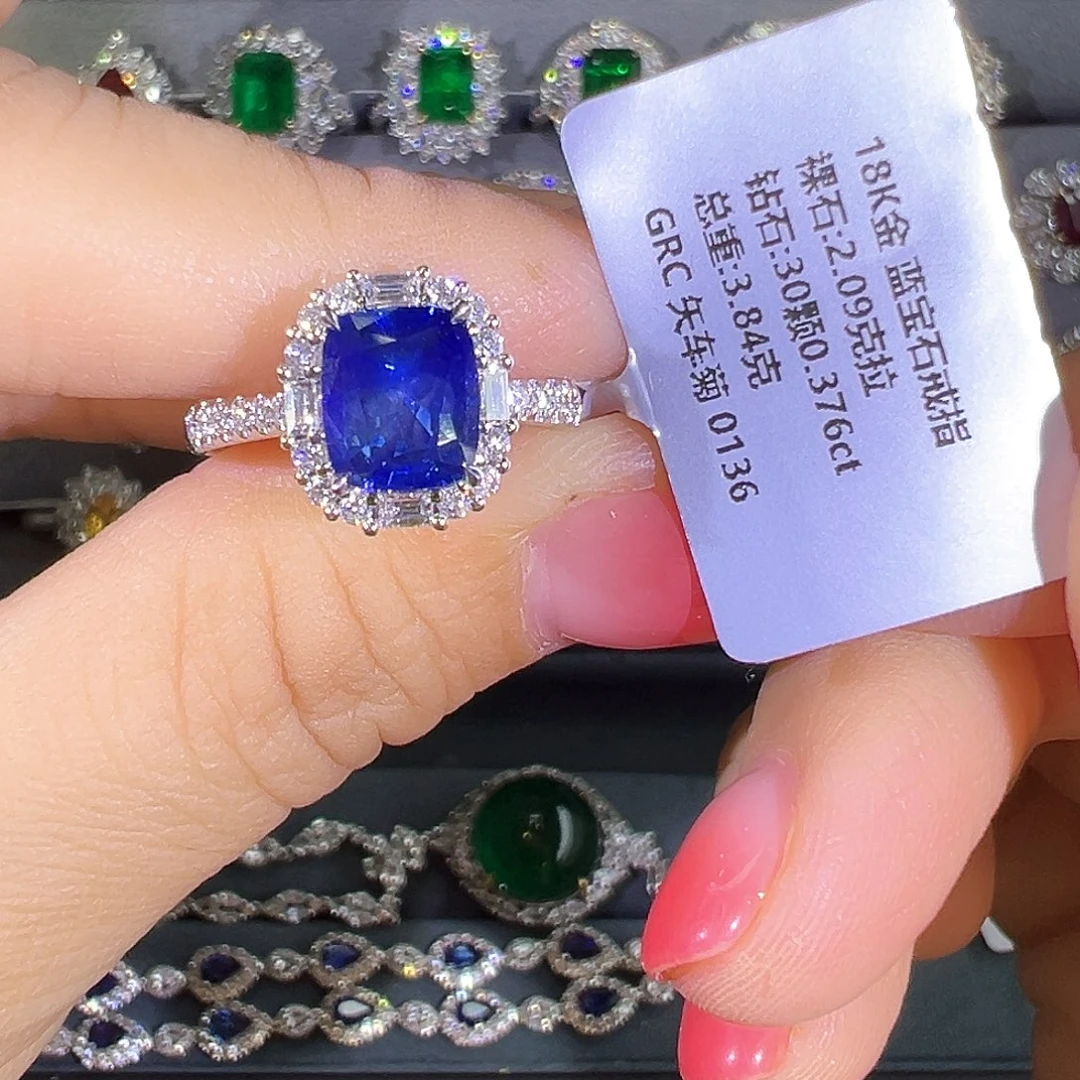 18K金 蓝宝石戒指
裸石:2.09克拉
钻石:30颗0.376ct
总重:3.84克
GRC 矢车菊 0136